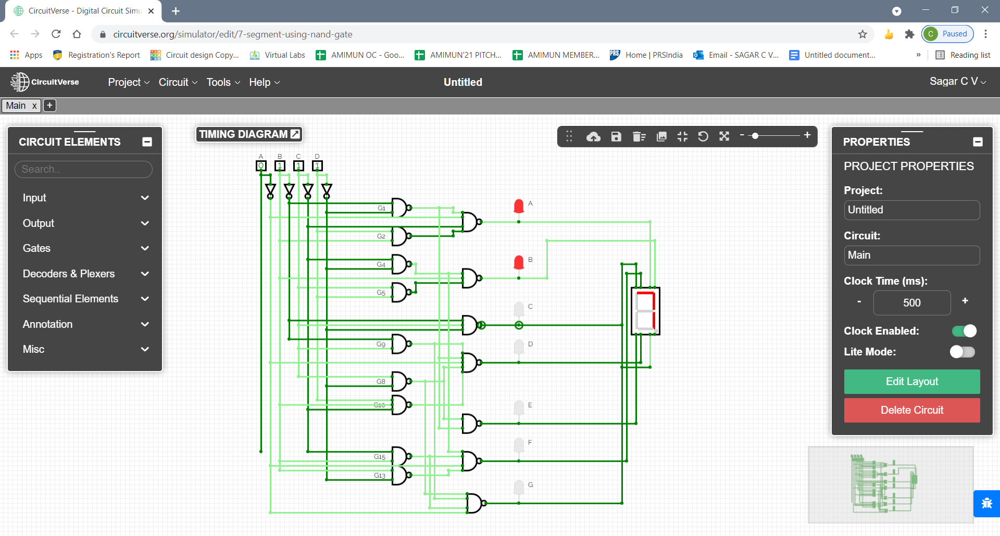 CircuitVerse - Digital Circuit Simu
circuitverse.org/simulator/edit/7-segment-using-nand-gate
C Paused
Apps Registration's Report Circuit design Copy... Virtual Labs AMIMUN OC - Goo... AMIMUN'21 PITCH... AMIMUN MEMBER... PRS Home | PRSIndia Email - SAGAR C V... Untitled document... » Reading list
CircuitVerse Project Circuit Tools Help Untitled Sagar C V
Main x +
CIRCUIT ELEMENTS
Search..
Input
Output
Gates
Decoders & Plexers
Sequential Elements
Annotation
Misc
TIMING DIAGRAM
- +
A B C D
0 1 1 1
G1
G2
G4
G5
G9
G8
G10
G15
G13
A
B
C
D
E
F
G
PROPERTIES
PROJECT PROPERTIES
Project:
Untitled
Circuit:
Main
Clock Time (ms):
- 500 +
Clock Enabled:
Lite Mode:
Edit Layout
Delete Circuit